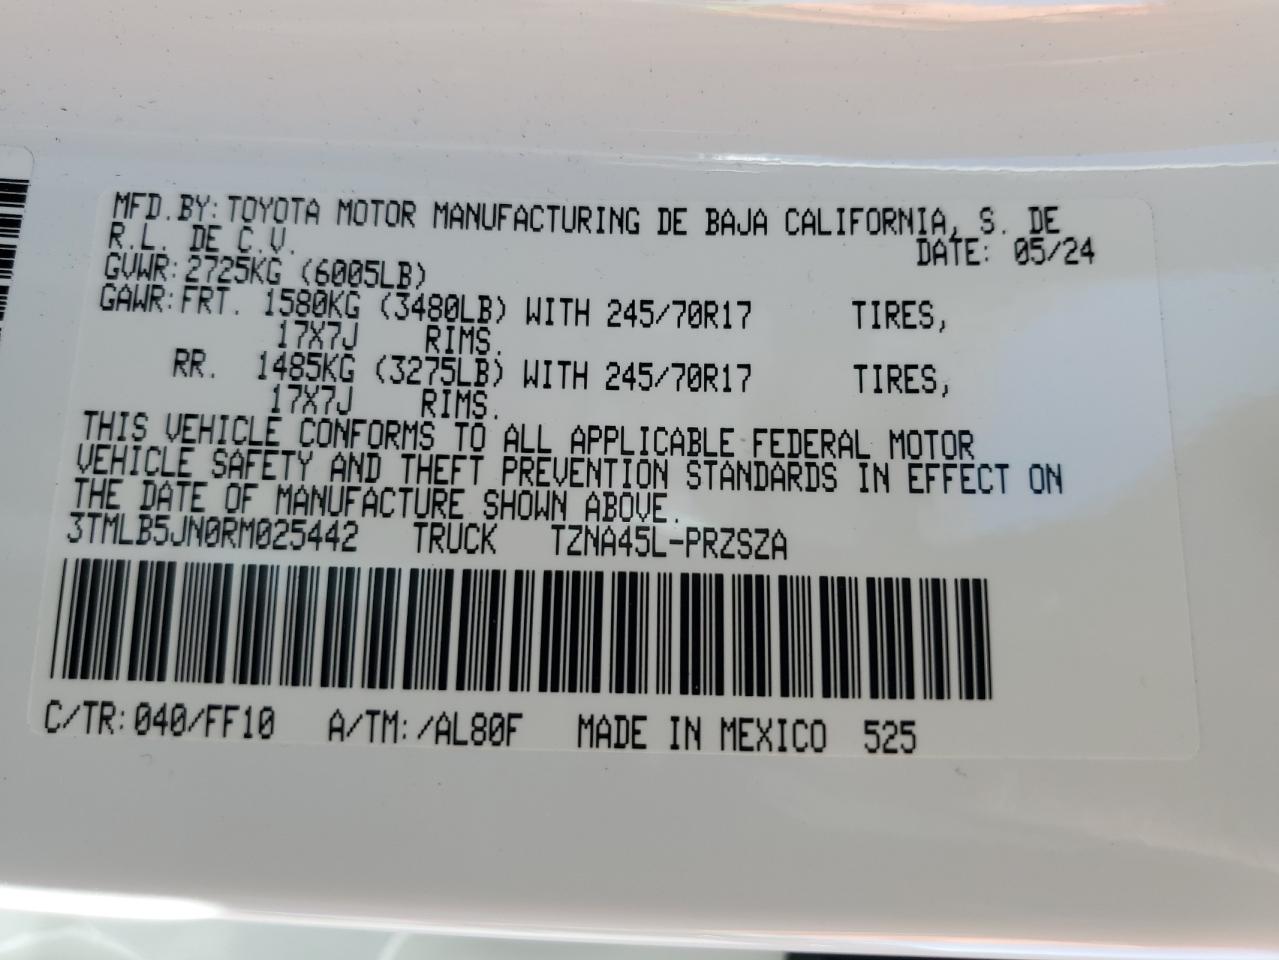 MFD.BY:TOYOTA MOTOR MANUFACTURING DE BAJA CALIFORNIA, S. DE
R.L. DE C.V. DATE: 05/24
GVWR:2725KG (6005LB)
GAWR:FRT. 1580KG (3480LB) WITH 245/70R17 TIRES,
17X7J RIMS.
RR. 1485KG (3275LB) WITH 245/70R17 TIRES,
17X7J RIMS.
THIS VEHICLE CONFORMS TO ALL APPLICABLE FEDERAL MOTOR
VEHICLE SAFETY AND THEFT PREVENTION STANDARDS IN EFFECT ON
THE DATE OF MANUFACTURE SHOWN ABOVE.
3TMLB5JN0RM025442 TRUCK TZNA45L-PRZSZA
C/TR:040/FF10 A/TM:/AL80F MADE IN MEXICO 525